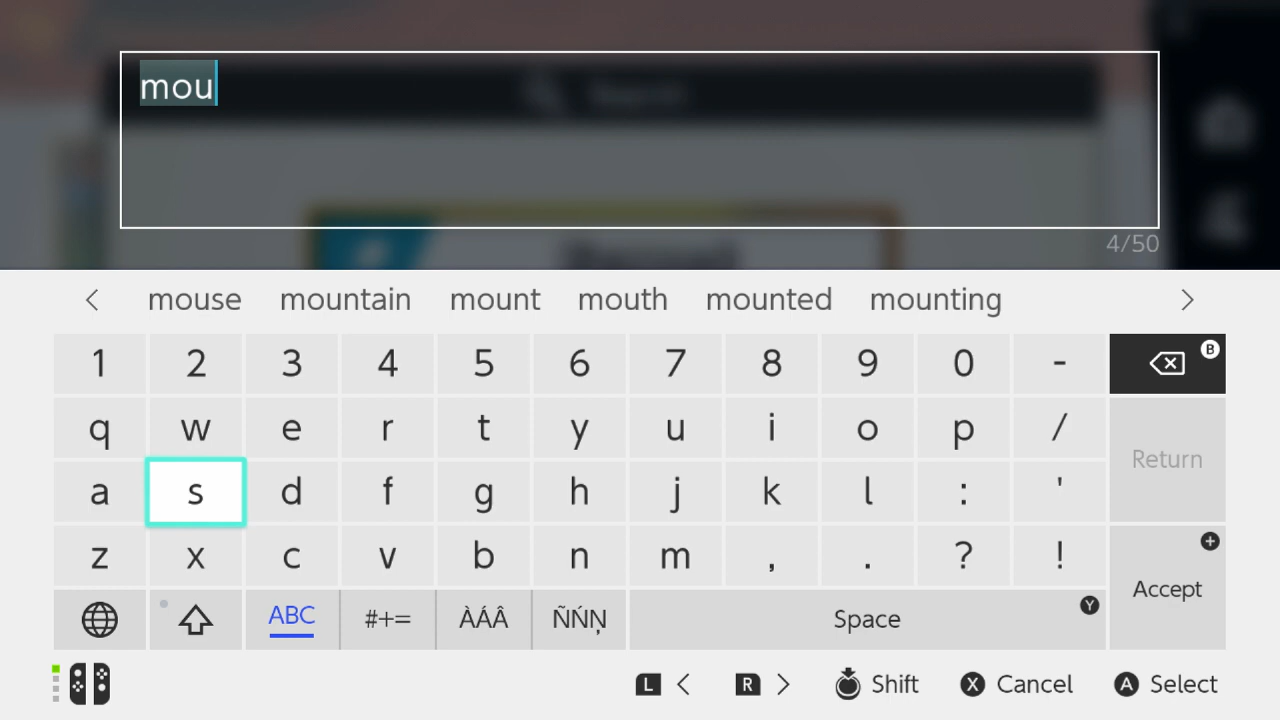 mou
4/50
mouse mountain mount mouth mounted mounting
1 2 3 4 5 6 7 8 9 0 - B
q w e r t y u i o p /
Return
a s d f g h j k l : '
z x c v b n m , . ? ! +
Accept
ABC #+= ÀÁÂ ÑŃŅ Space Y
L < R > Shift X Cancel A Select